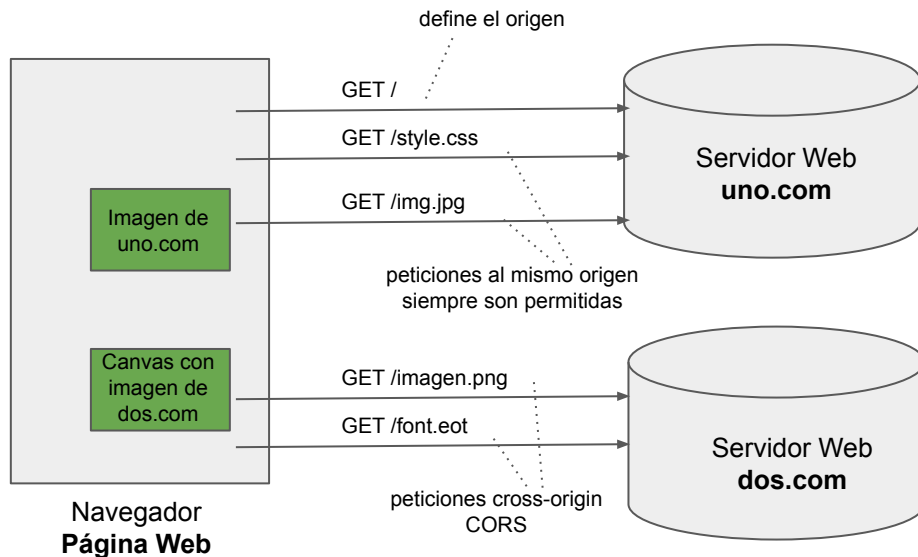 define el origen
GET /
GET /style.css
GET /img.jpg
Imagen de
uno.com
Servidor Web
uno.com
peticiones al mismo origen
siempre son permitidas
Canvas con
imagen de
dos.com
GET /imagen.png
GET /font.eot
Servidor Web
dos.com
peticiones cross-origin
CORS
Navegador
Página Web